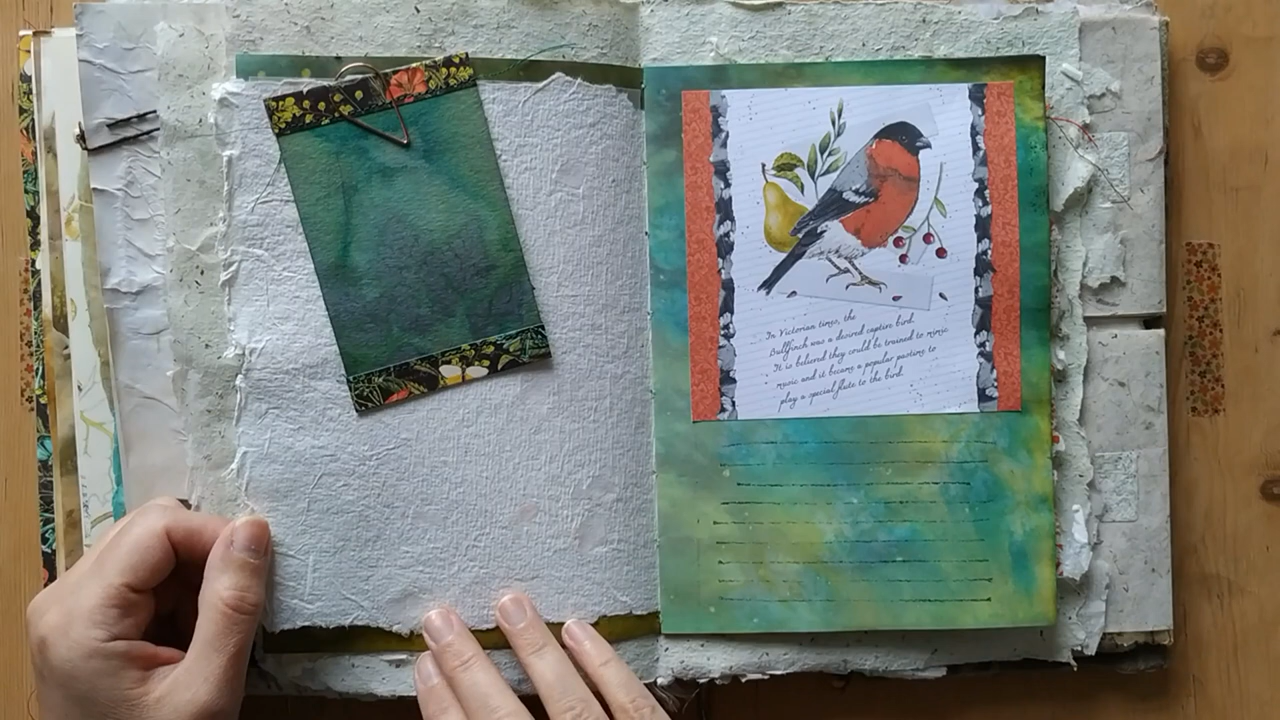 In Victorian times, the
Bullfinch was a desired captive bird.
It is believed they could be trained to mimic
music and it became a popular pastime to
play a special flute to the bird.